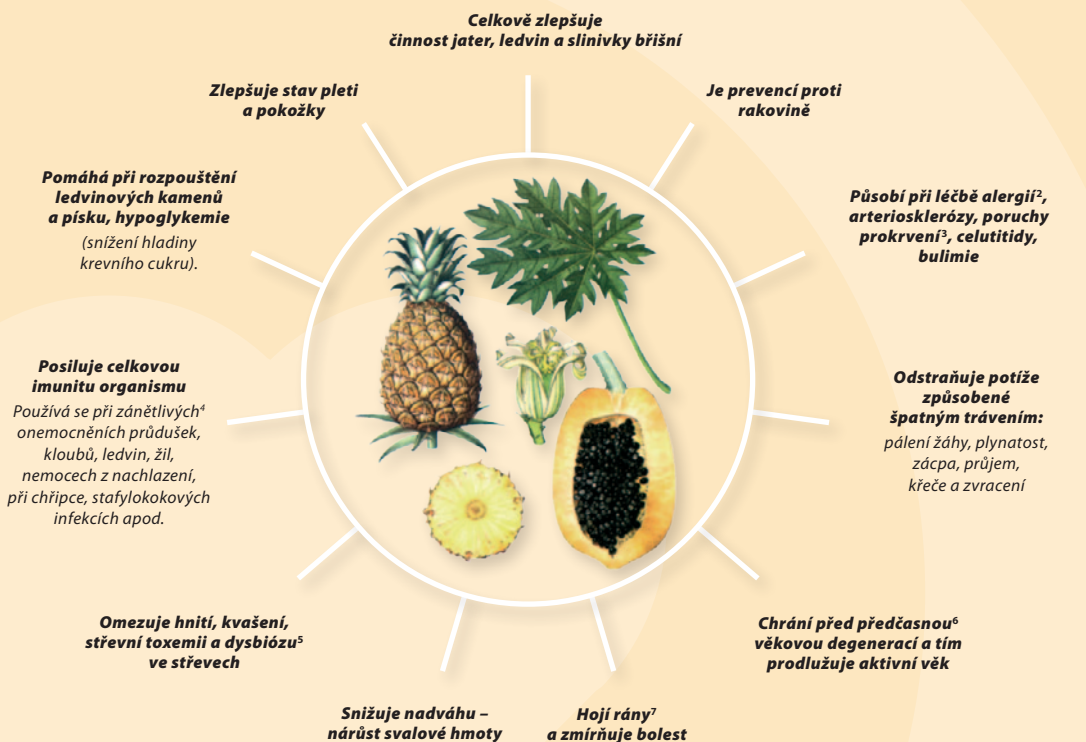 Celkově zlepšuje
činnost jater, ledvin a slinivky břišní
Je prevencí proti
rakovině
Působí při léčbě alergií²,
arteriosklerózy, poruchy
prokrvení³, celutitidy,
bulimie
Odstraňuje potíže
způsobené
špatným trávením:
pálení žáhy, plynatost,
zácpa, průjem,
křeče a zvracení
Chrání před předčasnou⁶
věkovou degenerací a tím
prodlužuje aktivní věk
Hojí rány⁷
a zmírňuje bolest
Snižuje nadváhu –
nárůst svalové hmoty
Omezuje hnití, kvašení,
střevní toxemii a dysbiózu⁵
ve střevech
Posiluje celkovou
imunitu organismu
Používá se při zánětlivých⁴
onemocněních průdušek,
kloubů, ledvin, žil,
nemocech z nachlazení,
při chřipce, stafylokokových
infekcích apod.
Pomáhá při rozpouštění
ledvinových kamenů
a písku, hypoglykemie
(snížení hladiny
krevního cukru).
Zlepšuje stav pleti
a pokožky